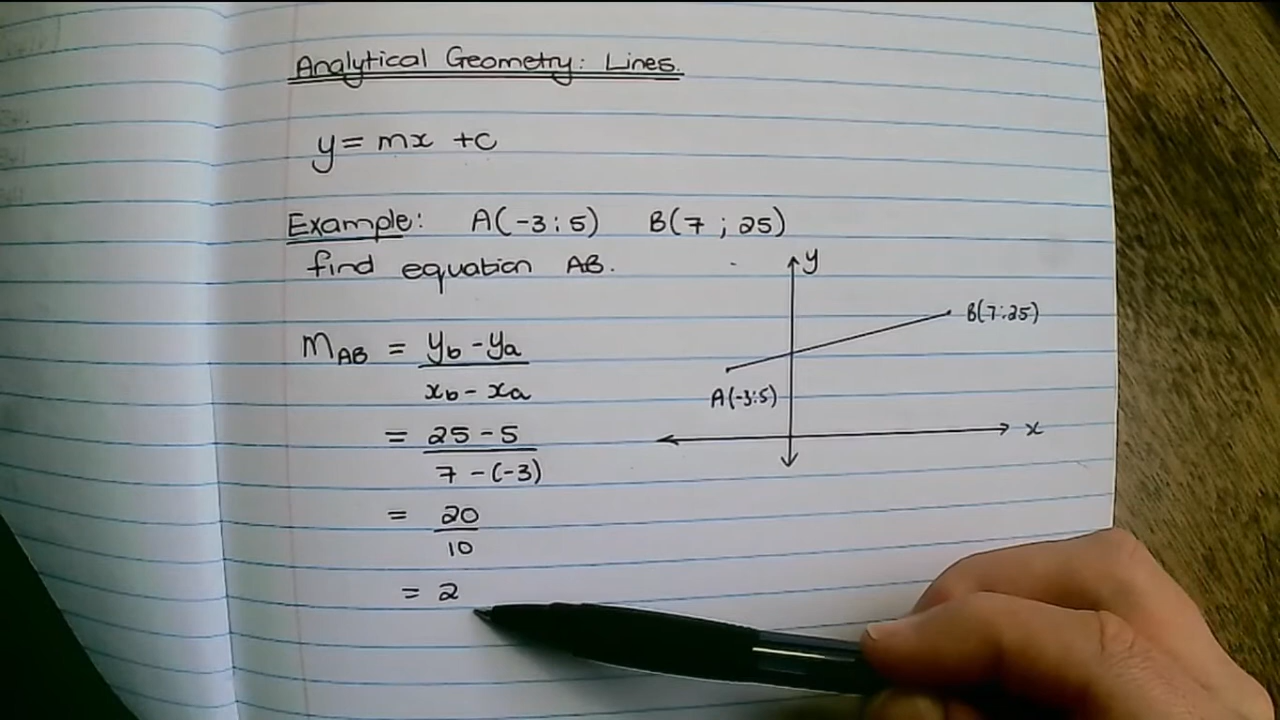 Analytical Geometry: Lines.
y = mx + c
Example: A(-3;5) B(7;25)
find equation AB.
m_AB = y_b - y_a
x_b - x_a
= 25 - 5
7 - (-3)
= 20
10
= 2
y
B(7;25)
A(-3;5)
x